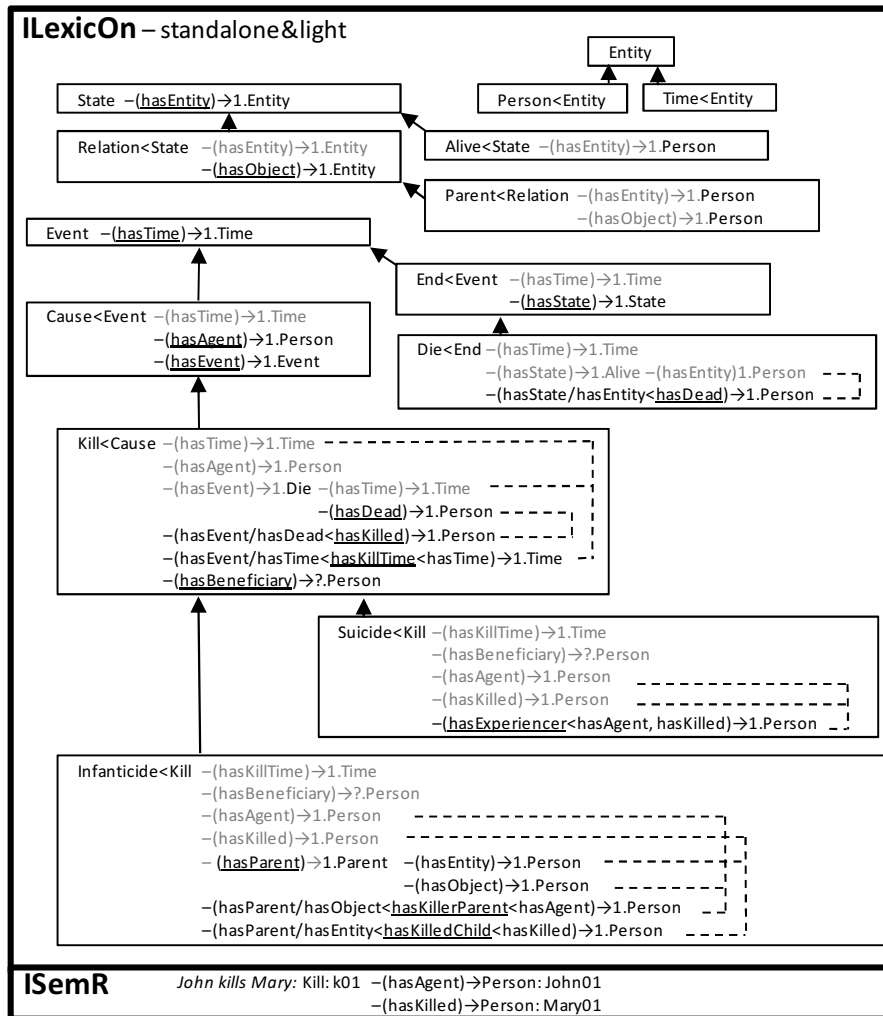 ILexicOn – standalone&light
Entity
Person<Entity
Time<Entity
State –(hasEntity)→1.Entity
Relation<State –(hasEntity)→1.Entity
–(hasObject)→1.Entity
Alive<State –(hasEntity)→1.Person
Parent<Relation –(hasEntity)→1.Person
–(hasObject)→1.Person
Event –(hasTime)→1.Time
End<Event –(hasTime)→1.Time
–(hasState)→1.State
Cause<Event –(hasTime)→1.Time
–(hasAgent)→1.Person
–(hasEvent)→1.Event
Die<End –(hasTime)→1.Time
–(hasState)→1.Alive –(hasEntity)1.Person
–(hasState/hasEntity<hasDead)→1.Person
Kill<Cause –(hasTime)→1.Time
–(hasAgent)→1.Person
–(hasEvent)→1.Die –(hasTime)→1.Time
–(hasDead)→1.Person
–(hasEvent/hasDead<hasKilled)→1.Person
–(hasEvent/hasTime<hasKillTime<hasTime)→1.Time
–(hasBeneficiary)→?.Person
Suicide<Kill –(hasKillTime)→1.Time
–(hasBeneficiary)→?.Person
–(hasAgent)→1.Person
–(hasKilled)→1.Person
–(hasExperiencer<hasAgent, hasKilled)→1.Person
Infanticide<Kill –(hasKillTime)→1.Time
–(hasBeneficiary)→?.Person
–(hasAgent)→1.Person
–(hasKilled)→1.Person
– (hasParent)→1.Parent –(hasEntity)→1.Person
–(hasObject)→1.Person
–(hasParent/hasObject<hasKillerParent<hasAgent)→1.Person
–(hasParent/hasEntity<hasKilledChild<hasKilled)→1.Person
ISemR John kills Mary: Kill: k01 –(hasAgent)→Person: John01
–(hasKilled)→Person: Mary01